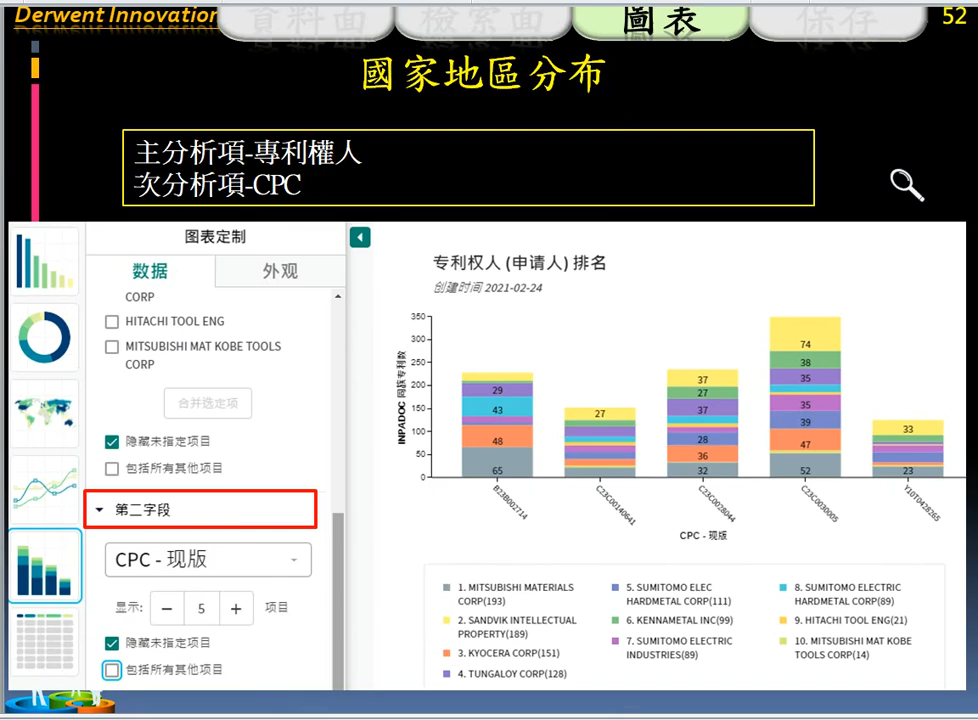 Derwent Innovation
資料面
檢索面
圖表
保存
52
國家地區分布
主分析項-專利權人
次分析項-CPC
图表定制
数据
外观
CORP
HITACHI TOOL ENG
MITSUBISHI MAT KOBE TOOLS
CORP
合并选定项
隐藏未指定项目
包括所有其他项目
第二字段
CPC - 现版
显示:
−
5
+
项目
隐藏未指定项目
包括所有其他项目
专利权人 (申请人) 排名
创建时间 2021-02-24
INPADOC 同族专利数
350
300
250
200
150
100
50
0
29
43
48
65
27
37
27
37
28
36
32
74
38
35
35
39
47
52
33
23
B23B002714
C23C00140641
C23C0028044
C23C0030005
Y10T0428265
CPC - 现版
1. MITSUBISHI MATERIALS
CORP(193)
2. SANDVIK INTELLECTUAL
PROPERTY(189)
3. KYOCERA CORP(151)
4. TUNGALOY CORP(128)
5. SUMITOMO ELEC
HARDMETAL CORP(111)
6. KENNAMETAL INC(99)
7. SUMITOMO ELECTRIC
INDUSTRIES(89)
8. SUMITOMO ELECTRIC
HARDMETAL CORP(89)
9. HITACHI TOOL ENG(21)
10. MITSUBISHI MAT KOBE
TOOLS CORP(14)